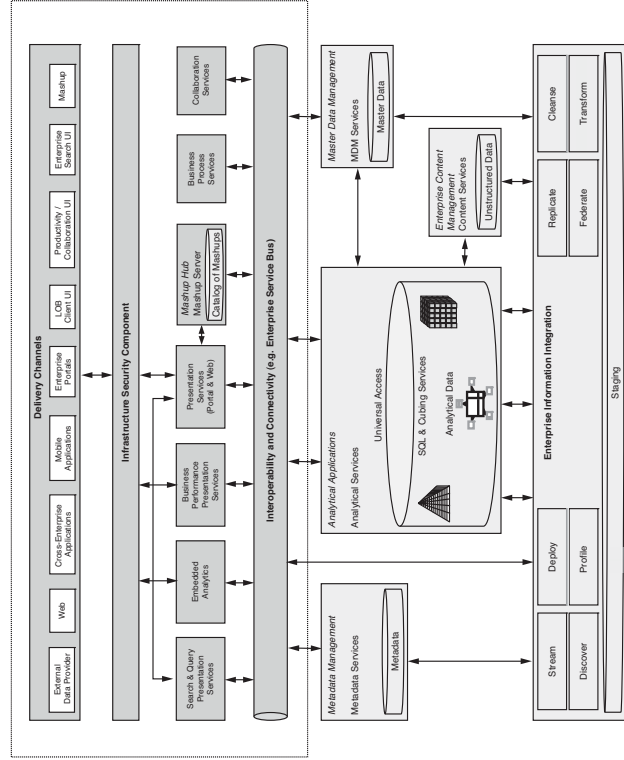 Delivery Channels
External
Data Provider
Web
Cross-Enterprise
Applications
Mobile
Applications
Enterprise
Portals
LOB
Client UI
Productivity /
Collaboration UI
Enterprise
Search UI
Mashup
Infrastructure Security Component
Search & Query
Presentation
Services
Embedded
Analytics
Business
Performance
Presentation
Services
Presentation
Services
(Portal & Web)
Mashup Hub
Mashup Server
Catalog of Mashups
Business
Process
Services
Collaboration
Services
Interoperability and Connectivity (e.g. Enterprise Service Bus)
Metadata Management
Metadata Services
Metadata
Analytical Applications
Analytical Services
Universal Access
SQL & Cubing Services
Analytical Data
Master Data Management
MDM Services
Master Data
Enterprise Content
Management
Content Services
Unstructured Data
Enterprise Information Integration
Stream
Deploy
Replicate
Cleanse
Discover
Profile
Federate
Transform
Staging